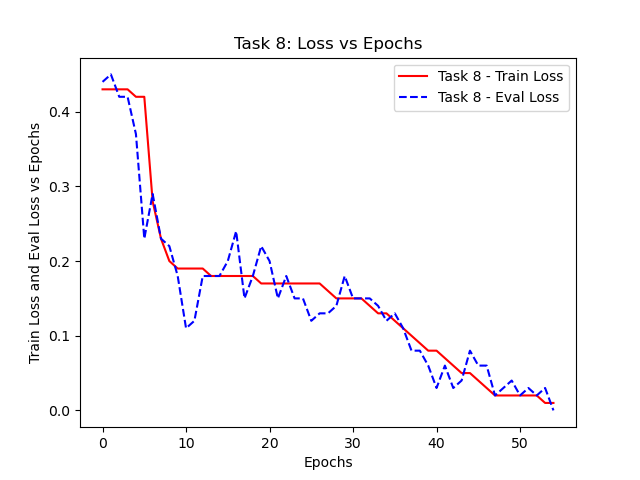 Task 8: Loss vs Epochs
Task 8 - Train Loss
Task 8 - Eval Loss
Train Loss and Eval Loss vs Epochs
0.4
0.3
0.2
0.1
0.0
0 10 20 30 40 50
Epochs